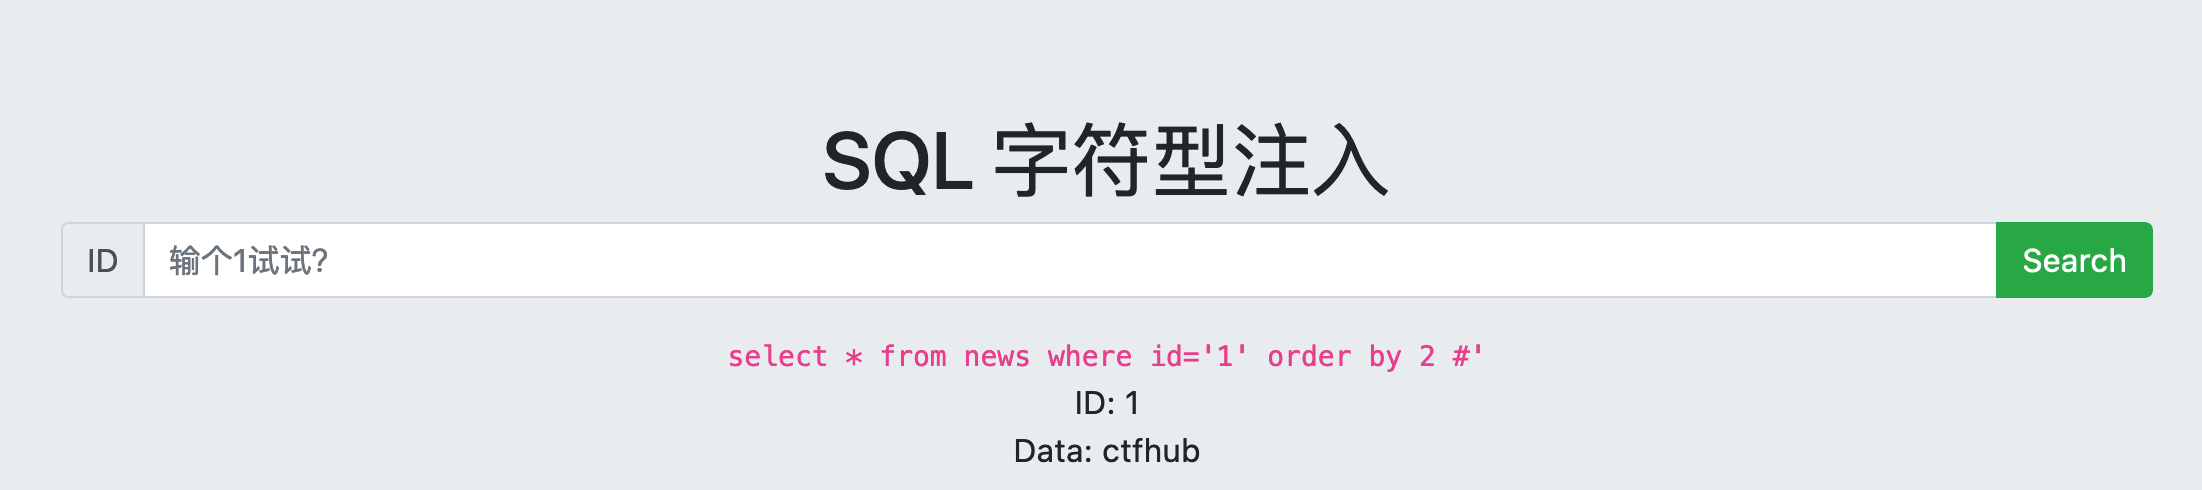 SQL 字符型注入
ID 输个1试试? Search
select * from news where id='1' order by 2 #'
ID: 1
Data: ctfhub